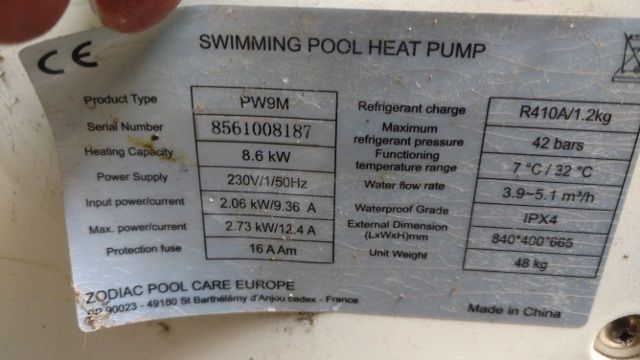 CE
SWIMMING POOL HEAT PUMP
Product Type PW9M
Serial Number 8561008187
Heating Capacity 8.6 kW
Power Supply 230V/1/50Hz
Input power/current 2.06 kW/9.36 A
Max. power/current 2.73 kW/12.4 A
Protection fuse 16 A Am
Refrigerant charge R410A/1.2kg
Maximum
refrigerant pressure 42 bars
Functioning
temperature range 7 °C / 32 °C
Water flow rate 3.9~5.1 m³/h
Waterproof Grade IPX4
External Dimension
(LxWxH)mm 840*400*665
Unit Weight 48 kg
ZODIAC POOL CARE EUROPE
BP 90023 - 49180 St Barthélémy d'Anjou cedex - France
Made in China